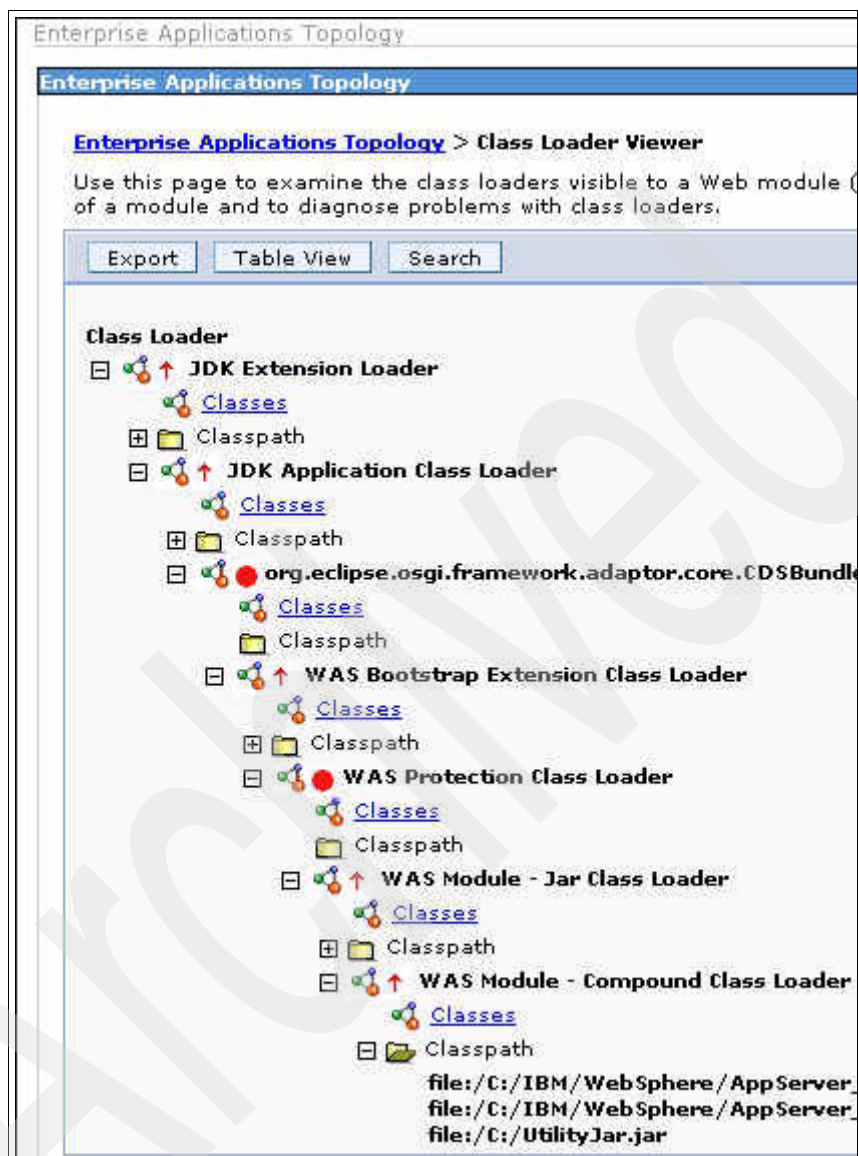 Enterprise Applications Topology
Enterprise Applications Topology
Enterprise Applications Topology > Class Loader Viewer
Use this page to examine the class loaders visible to a Web module (
of a module and to diagnose problems with class loaders.
Export Table View Search
Class Loader
JDK Extension Loader
Classes
Classpath
JDK Application Class Loader
Classes
Classpath
org.eclipse.osgi.framework.adaptor.core.CDSBundle
Classes
Classpath
WAS Bootstrap Extension Class Loader
Classes
Classpath
WAS Protection Class Loader
Classes
Classpath
WAS Module - Jar Class Loader
Classes
Classpath
WAS Module - Compound Class Loader
Classes
Classpath
file:/C:/IBM/WebSphere/AppServer_
file:/C:/IBM/WebSphere/AppServer_
file:/C:/UtilityJar.jar
Archived